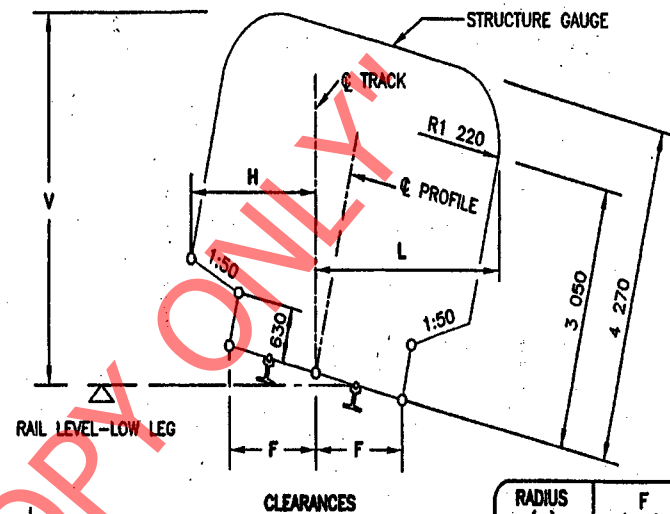 STRUCTURE GAUGE
℄ TRACK
R1 220
V
H
℄ PROFILE
L
1:50
1:50
630
3 050
4 270
RAIL LEVEL-LOW LEG
F
F
CLEARANCES
RADIUS
F
COPY ONLY"